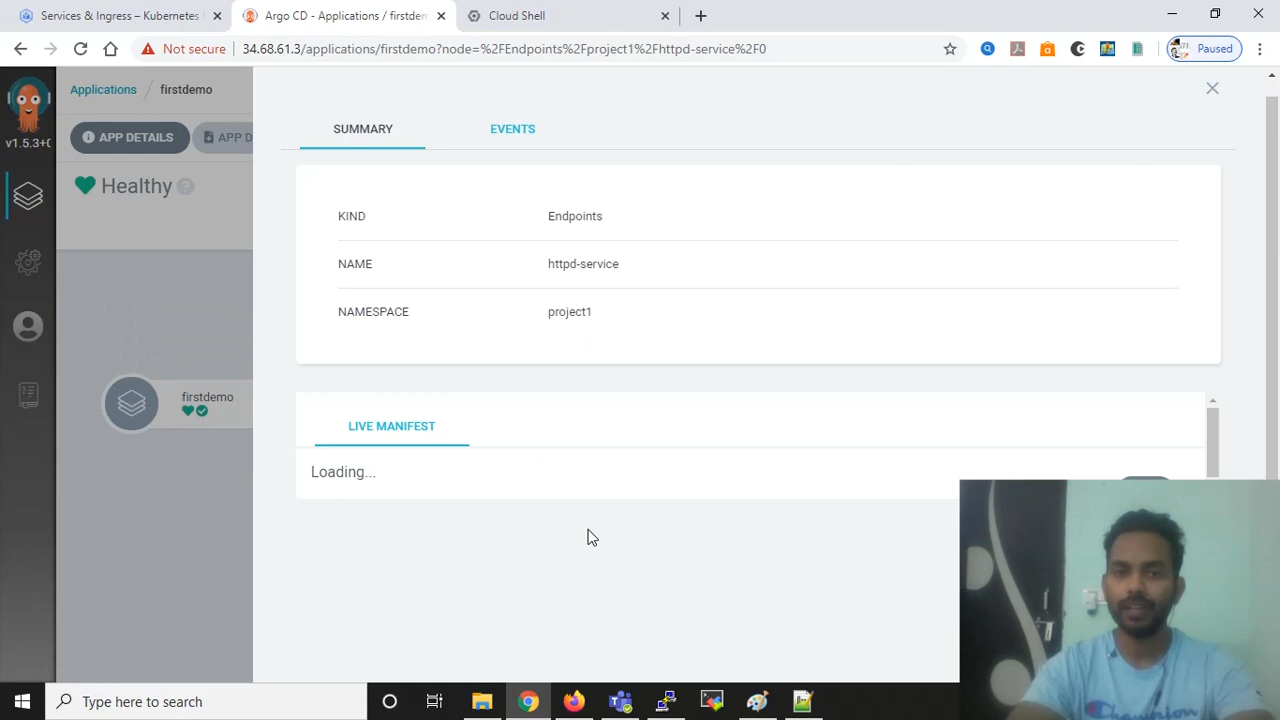 Services & Ingress – Kubernetes
Argo CD - Applications / firstdem
Cloud Shell
Not secure
34.68.61.3/applications/firstdemo?node=%2FEndpoints%2Fproject1%2Fhttpd-service%2F0
Paused
v1.5.3+0
Applications / firstdemo
APP DETAILS
APP D
Healthy
firstdemo
SUMMARY
EVENTS
KIND
Endpoints
NAME
httpd-service
NAMESPACE
project1
LIVE MANIFEST
Loading...
Champion
Type here to search